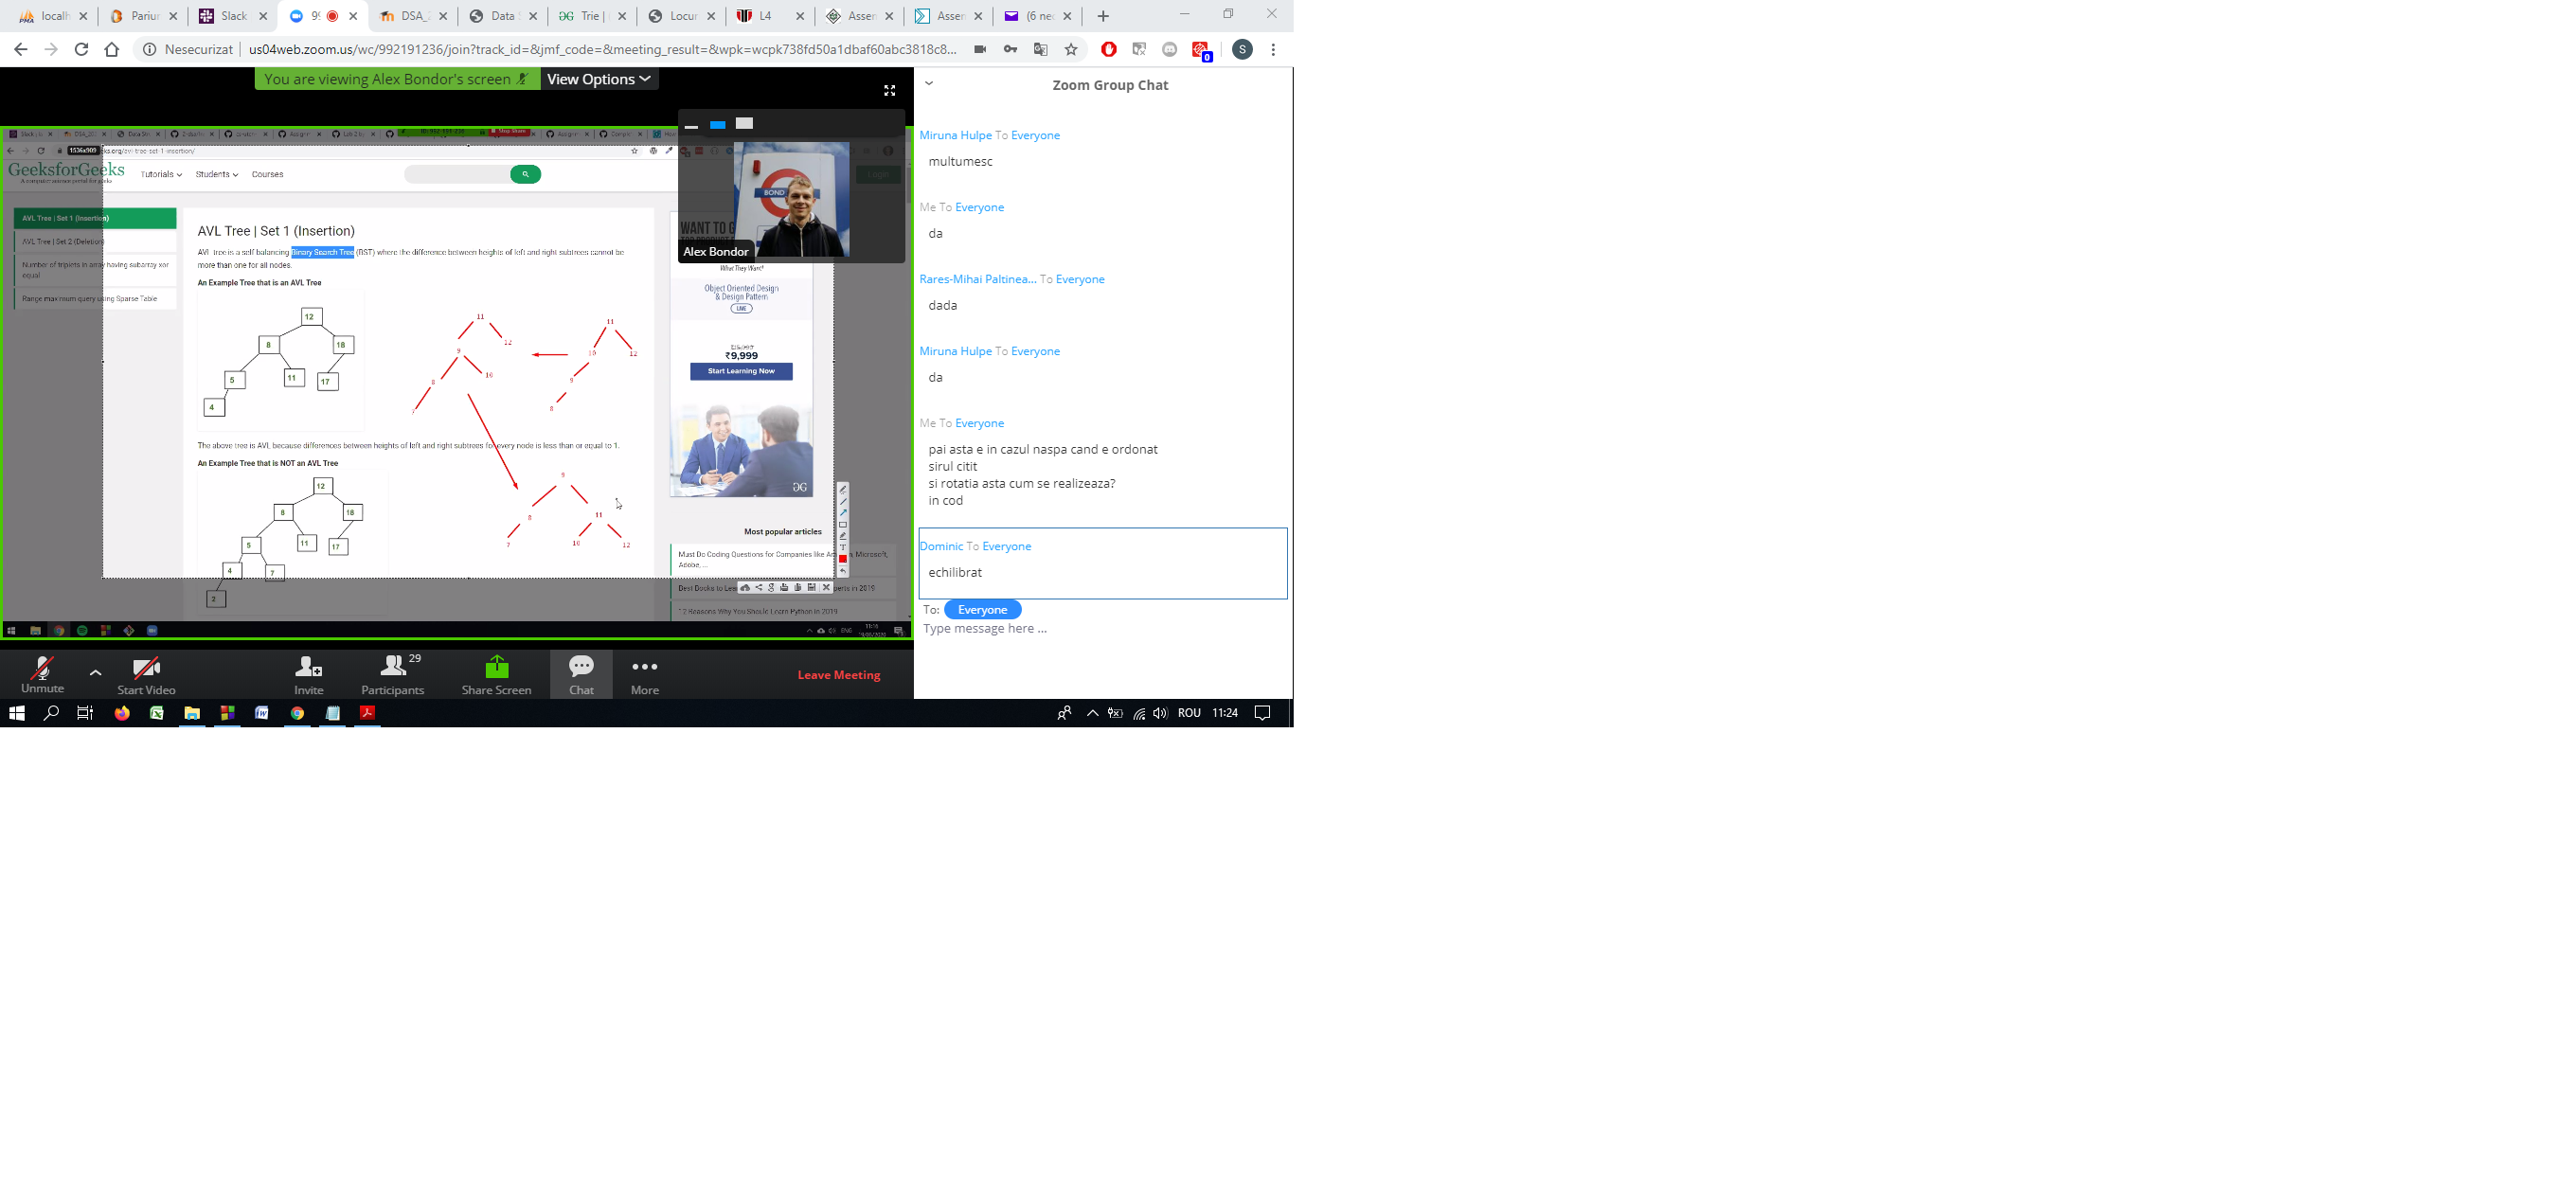 locall
Pariur
Slack
99
DSA_2
Data S
Trie |
Locur
L4
Assem
Assem
(6 nec
Nesecurizat
us04web.zoom.us/wc/992191236/join?track_id=&jmf_code=&meeting_result=&wpk=wcpk738fd50a1dbaf60abc3818c8...
S
0
You are viewing Alex Bondor's screen
View Options
1536x909
GeeksforGeeks
A computer science portal for geeks
Tutorials
Students
Courses
Login
AVL Tree | Set 1 (Insertion)
AVL Tree | Set 2 (Deletion)
Number of triplets in array having subarray xor
equal
Range maximum query using Sparse Table
AVL Tree | Set 1 (Insertion)
AVL tree is a self-balancing Binary Search Tree (BST) where the difference between heights of left and right subtrees cannot be
more than one for all nodes.
An Example Tree that is an AVL Tree
12
8
18
5
11
17
4
11
9
12
8
10
7
11
10
12
9
8
The above tree is AVL because differences between heights of left and right subtrees for every node is less than or equal to 1.
An Example Tree that is NOT an AVL Tree
12
8
18
5
11
17
4
7
2
9
8
11
7
10
12
WANT TO G
BOND
Alex Bondor
What They Want?
Object Oriented Design
& Design Pattern
LIVE
₹9,999
Start Learning Now
Most popular articles
Must Do Coding Questions for Companies like Amazon, Microsoft,
Adobe, ...
12 Reasons Why You Should Learn Python in 2019
ENG
Unmute
Start Video
Invite
29
Participants
Share Screen
Chat
More
Leave Meeting
Zoom Group Chat
Miruna Hulpe To Everyone
multumesc
Me To Everyone
da
Rares-Mihai Paltinea... To Everyone
dada
Miruna Hulpe To Everyone
da
Me To Everyone
pai asta e in cazul naspa cand e ordonat
sirul citit
si rotatia asta cum se realizeaza?
in cod
Dominic To Everyone
echilibrat
To: Everyone
Type message here ...
ROU
11:24